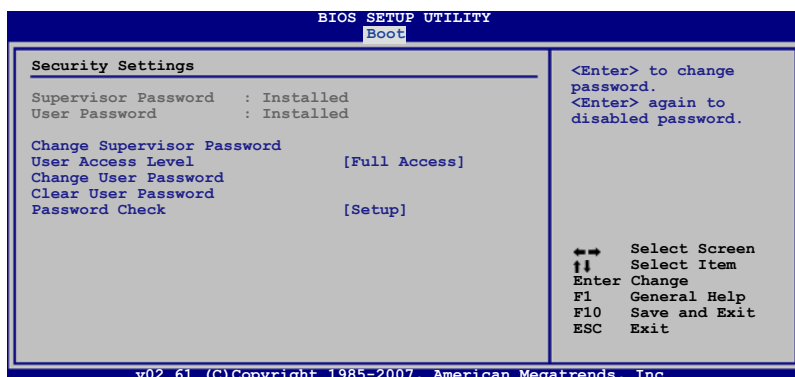 BIOS SETUP UTILITY
Boot
Security Settings
Supervisor Password : Installed
User Password : Installed
Change Supervisor Password
User Access Level [Full Access]
Change User Password
Clear User Password
Password Check [Setup]
<Enter> to change
password.
<Enter> again to
disabled password.
←→ Select Screen
↑↓ Select Item
Enter Change
F1 General Help
F10 Save and Exit
ESC Exit
v02.61 (C)Copyright 1985-2007, American Megatrends, Inc.